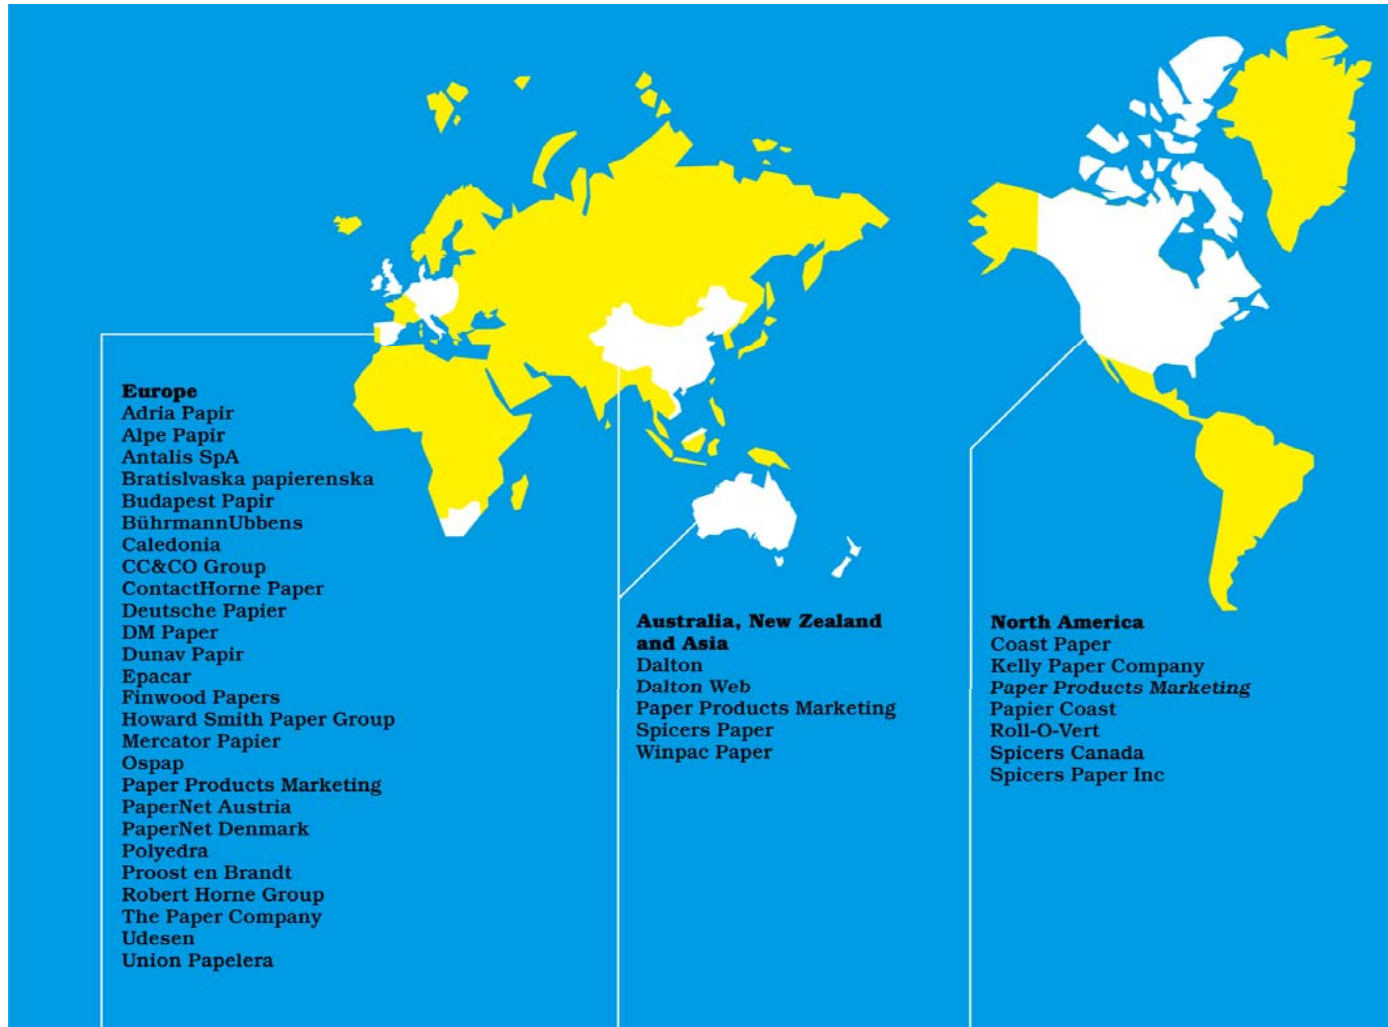 Europe
Adria Papir
Alpe Papir
Antalis SpA
Bratislvaska papierenska
Budapest Papir
BührmannUbbens
Caledonia
CC&CO Group
ContactHorne Paper
Deutsche Papier
DM Paper
Dunav Papir
Epacar
Finwood Papers
Howard Smith Paper Group
Mercator Papier
Ospap
Paper Products Marketing
PaperNet Austria
PaperNet Denmark
Polyedra
Proost en Brandt
Robert Horne Group
The Paper Company
Udesen
Union Papelera
Australia, New Zealand
and Asia
Dalton
Dalton Web
Paper Products Marketing
Spicers Paper
Winpac Paper
North America
Coast Paper
Kelly Paper Company
Paper Products Marketing
Papier Coast
Roll-O-Vert
Spicers Canada
Spicers Paper Inc